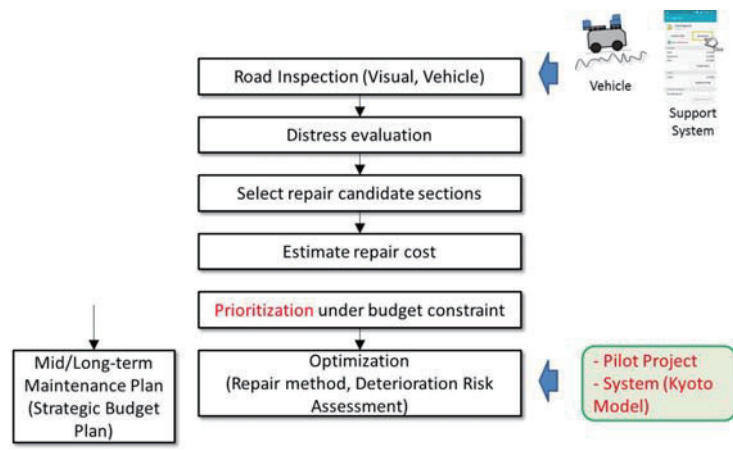 Road Inspection (Visual, Vehicle)
Vehicle
Support
System
Distress evaluation
Select repair candidate sections
Estimate repair cost
Prioritization under budget constraint
Mid/Long-term
Maintenance Plan
(Strategic Budget
Plan)
Optimization
(Repair method, Deterioration Risk
Assessment)
- Pilot Project
- System (Kyoto
Model)